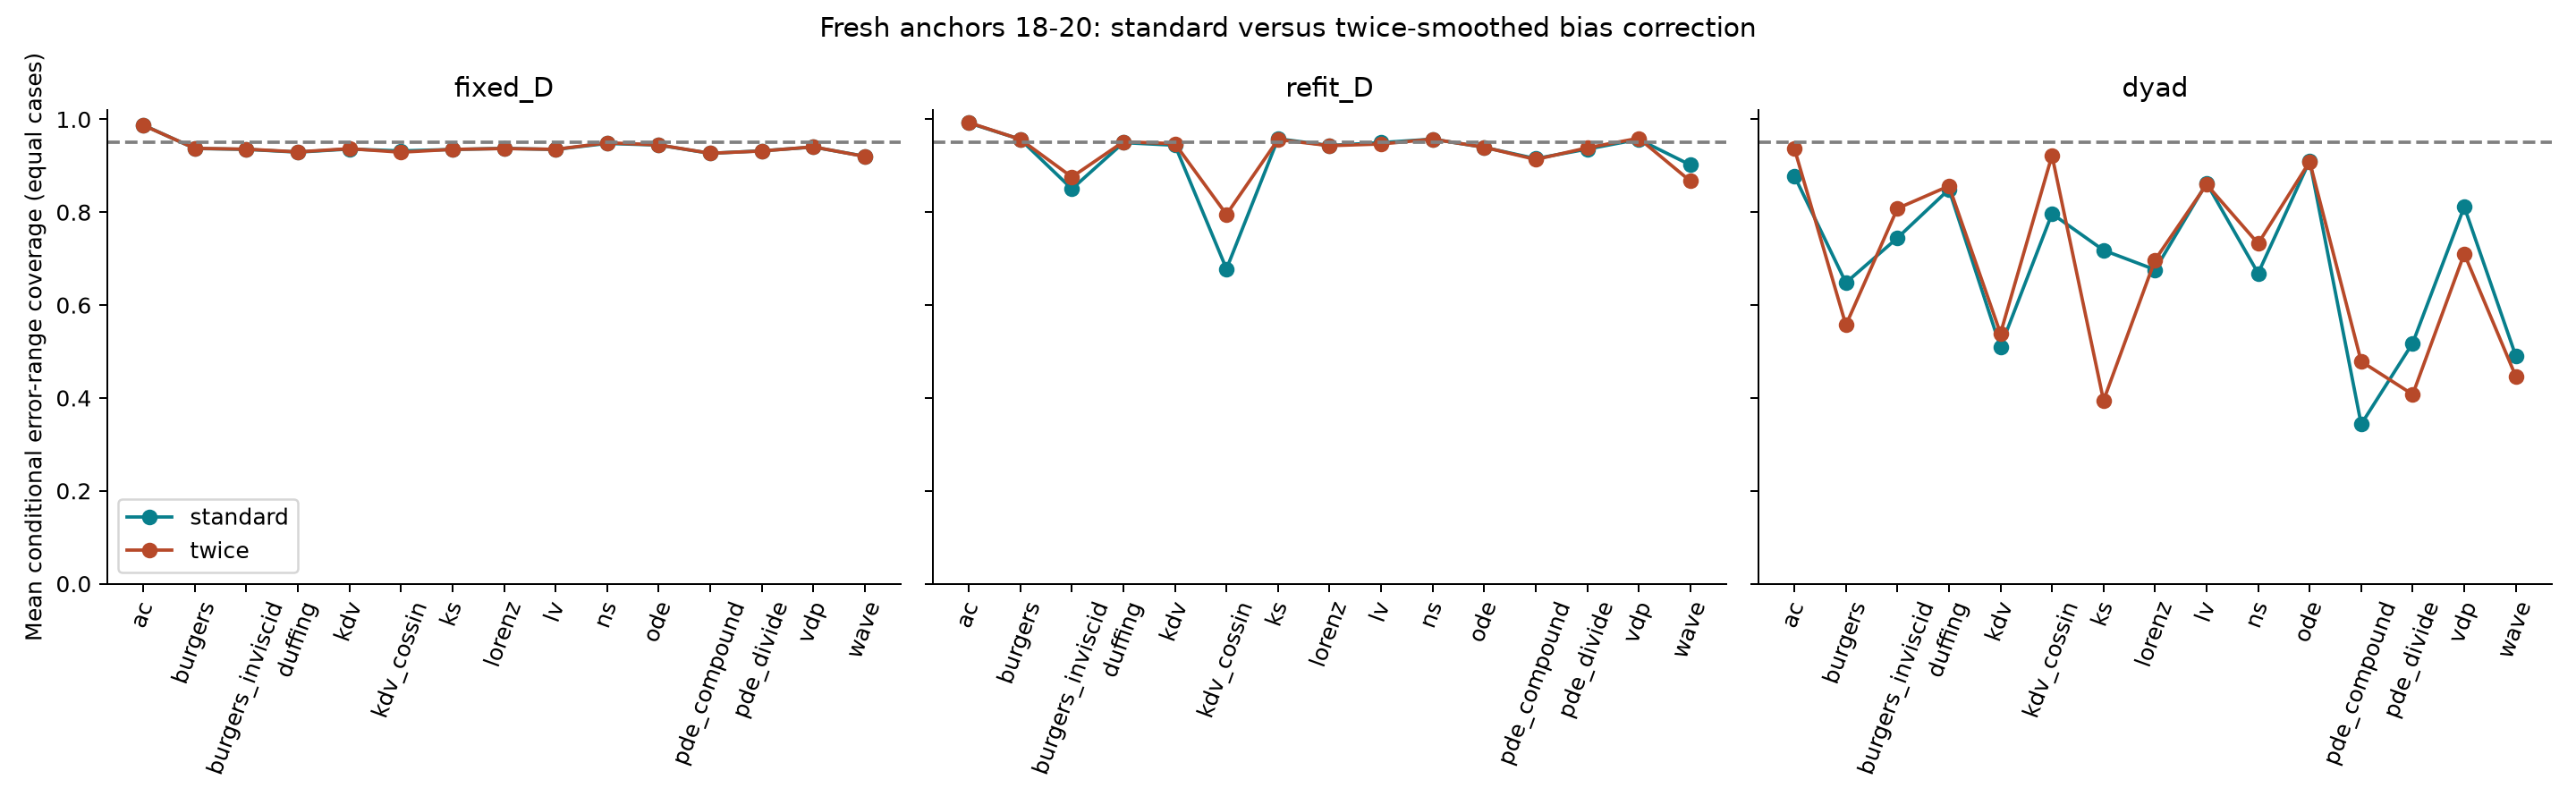 Fresh anchors 18-20: standard versus twice-smoothed bias correction
Mean conditional error-range coverage (equal cases)
fixed_D
1.0
0.8
0.6
0.4
0.2
0.0
standard
twice
ac
burgers
burgers_inviscid
duffing
kdv
kdv_cossin
ks
lorenz
lv
ns
ode
pde_compound
pde_divide
vdp
wave
refit_D
ac
burgers
burgers_inviscid
duffing
kdv
kdv_cossin
ks
lorenz
lv
ns
ode
pde_compound
pde_divide
vdp
wave
dyad
ac
burgers
burgers_inviscid
duffing
kdv
kdv_cossin
ks
lorenz
lv
ns
ode
pde_compound
pde_divide
vdp
wave